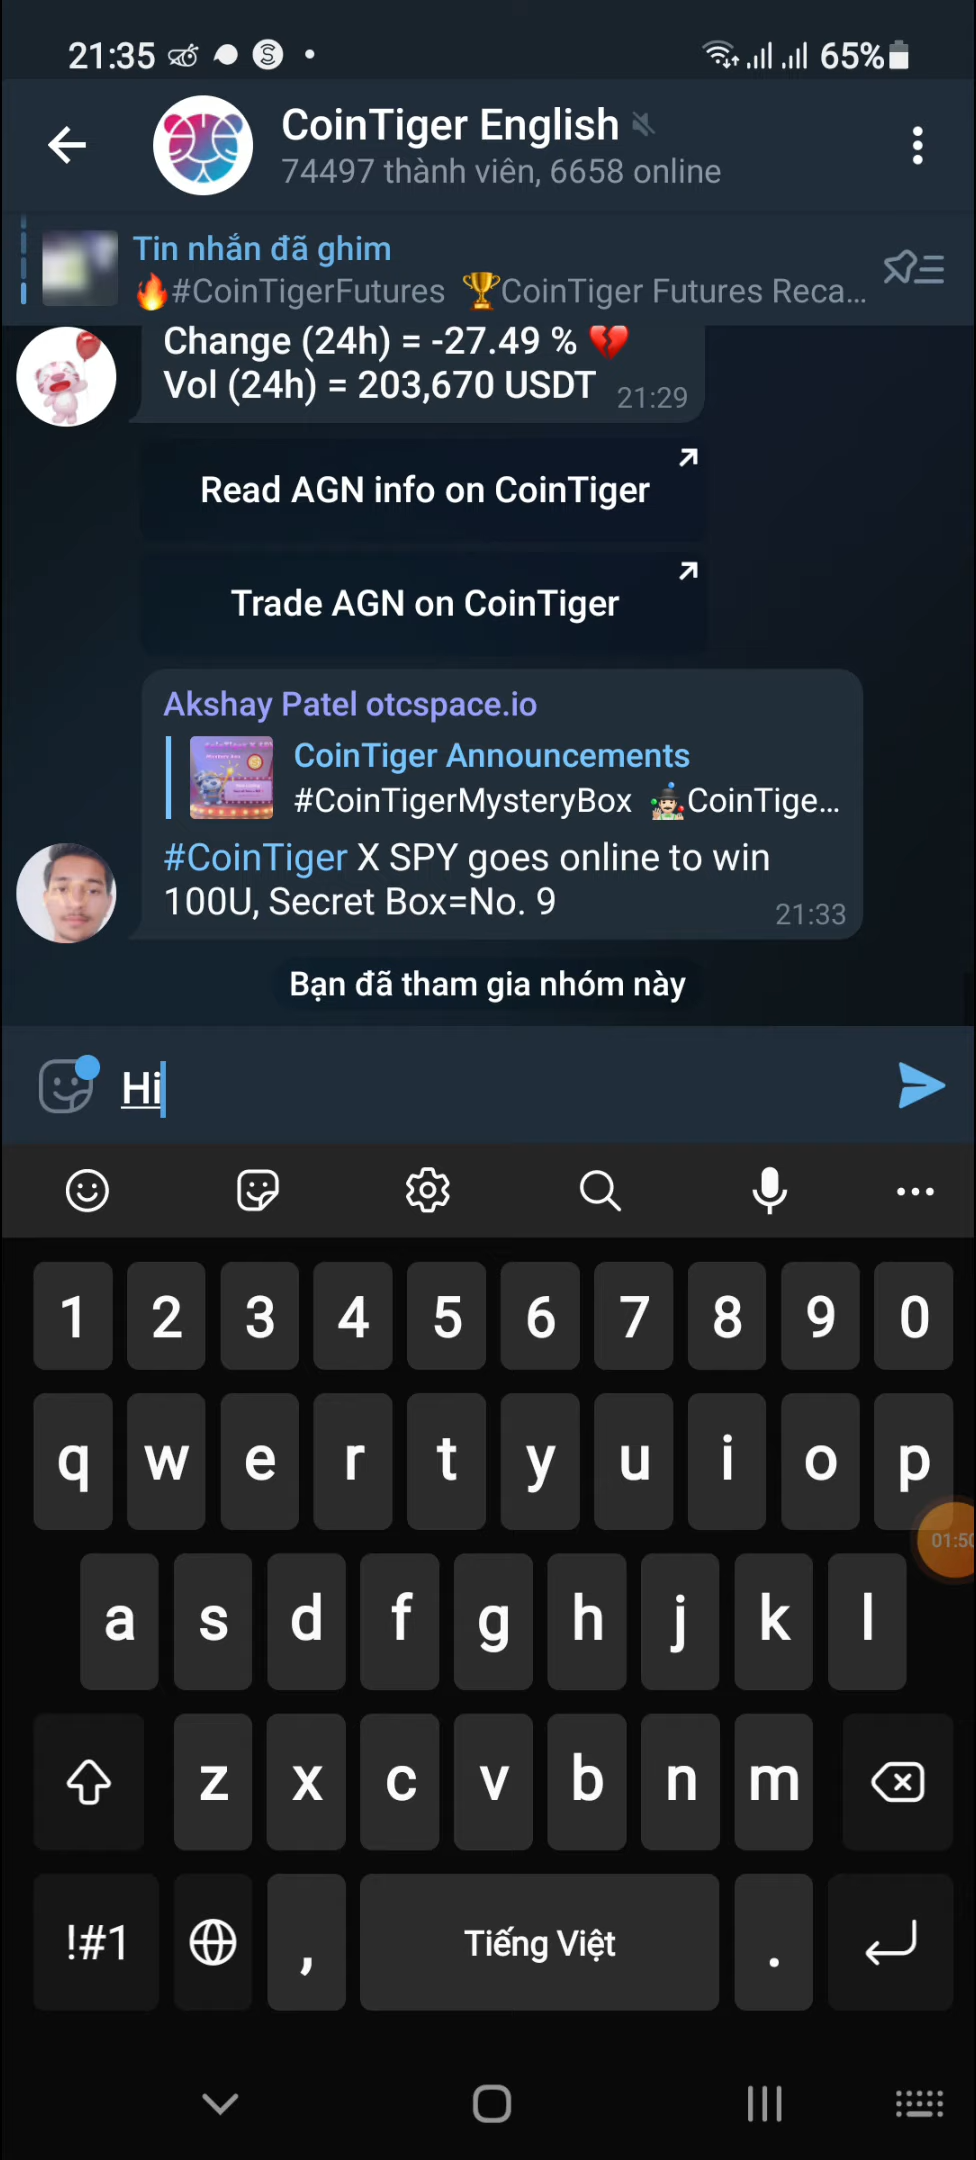 21:35 65%
CoinTiger English
74497 thành viên, 6658 online
Tin nhắn đã ghim
🔥#CoinTigerFutures 🏆CoinTiger Futures Reca...
Change (24h) = -27.49 % 💔
Vol (24h) = 203,670 USDT 21:29
Read AGN info on CoinTiger
Trade AGN on CoinTiger
Akshay Patel otcspace.io
CoinTiger Announcements
#CoinTigerMysteryBox 🤹🏻‍♂️CoinTige...
#CoinTiger X SPY goes online to win
100U, Secret Box=No. 9 21:33
Bạn đã tham gia nhóm này
Hi
1 2 3 4 5 6 7 8 9 0
q w e r t y u i o p
01:50
a s d f g h j k l
z x c v b n m
!#1 , Tiếng Việt .